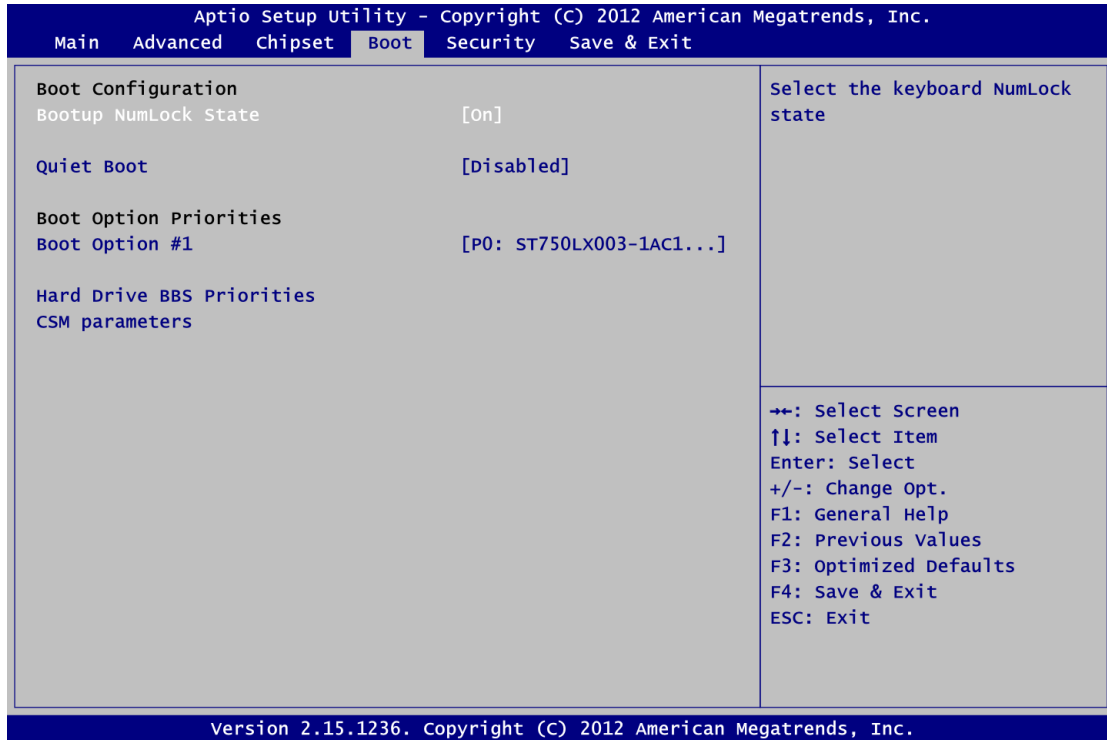 Aptio Setup Utility - Copyright (C) 2012 American Megatrends, Inc.
Main Advanced Chipset Boot Security Save & Exit
Boot Configuration
Bootup NumLock State [On]
Quiet Boot [Disabled]
Boot Option Priorities
Boot Option #1 [P0: ST750LX003-1AC1...]
Hard Drive BBS Priorities
CSM parameters
Select the keyboard NumLock
state
→←: Select Screen
↑↓: Select Item
Enter: Select
+/-: Change Opt.
F1: General Help
F2: Previous Values
F3: Optimized Defaults
F4: Save & Exit
ESC: Exit
Version 2.15.1236. Copyright (C) 2012 American Megatrends, Inc.